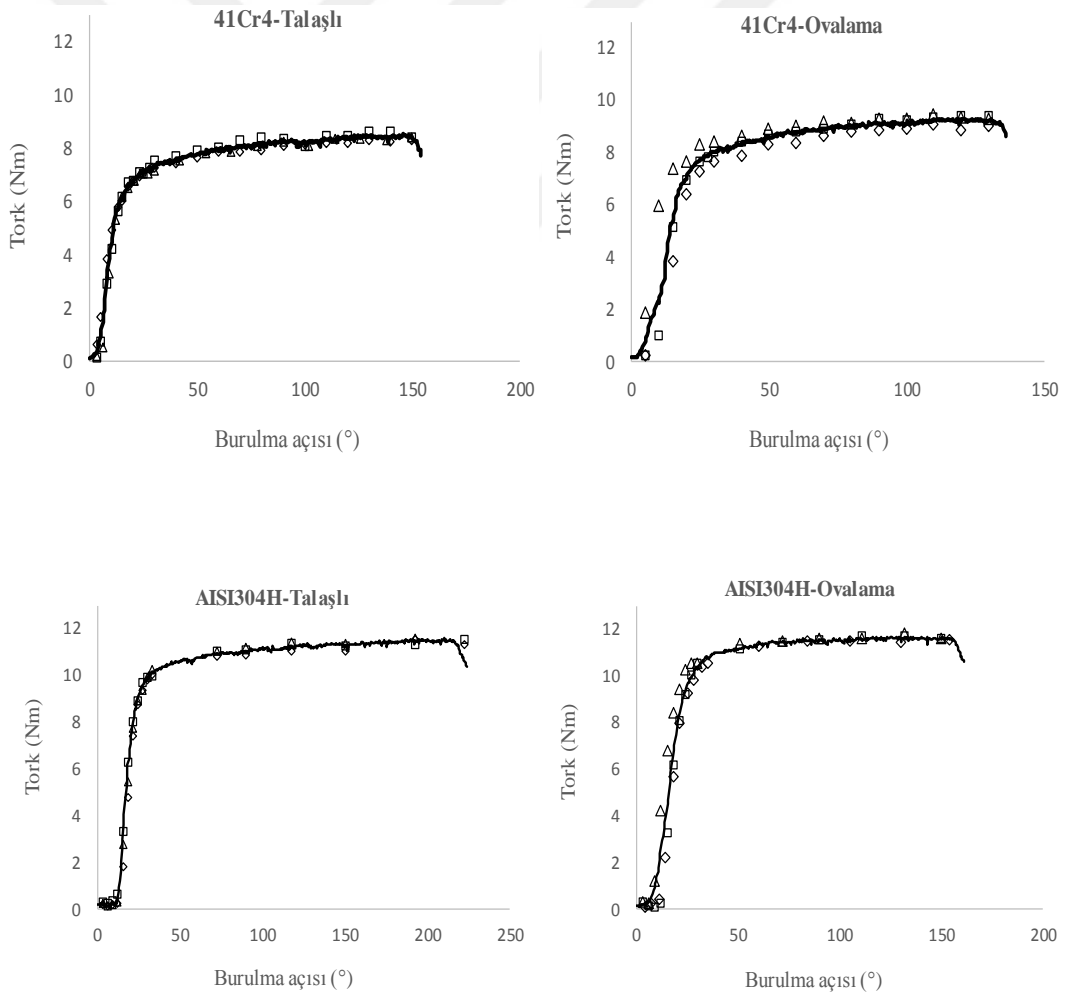 41Cr4-Talaşlı
12
10
8
6
4
2
0
Tork (Nm)
0 50 100 150 200
Burulma açısı (°)
41Cr4-Ovalama
12
10
8
6
4
2
0
Tork (Nm)
0 50 100 150
Burulma açısı (°)
AISI304H-Talaşlı
12
10
8
6
4
2
0
Tork (Nm)
0 50 100 150 200 250
Burulma açısı (°)
AISI304H-Ovalama
12
10
8
6
4
2
0
Tork (Nm)
0 50 100 150 200
Burulma açısı (°)